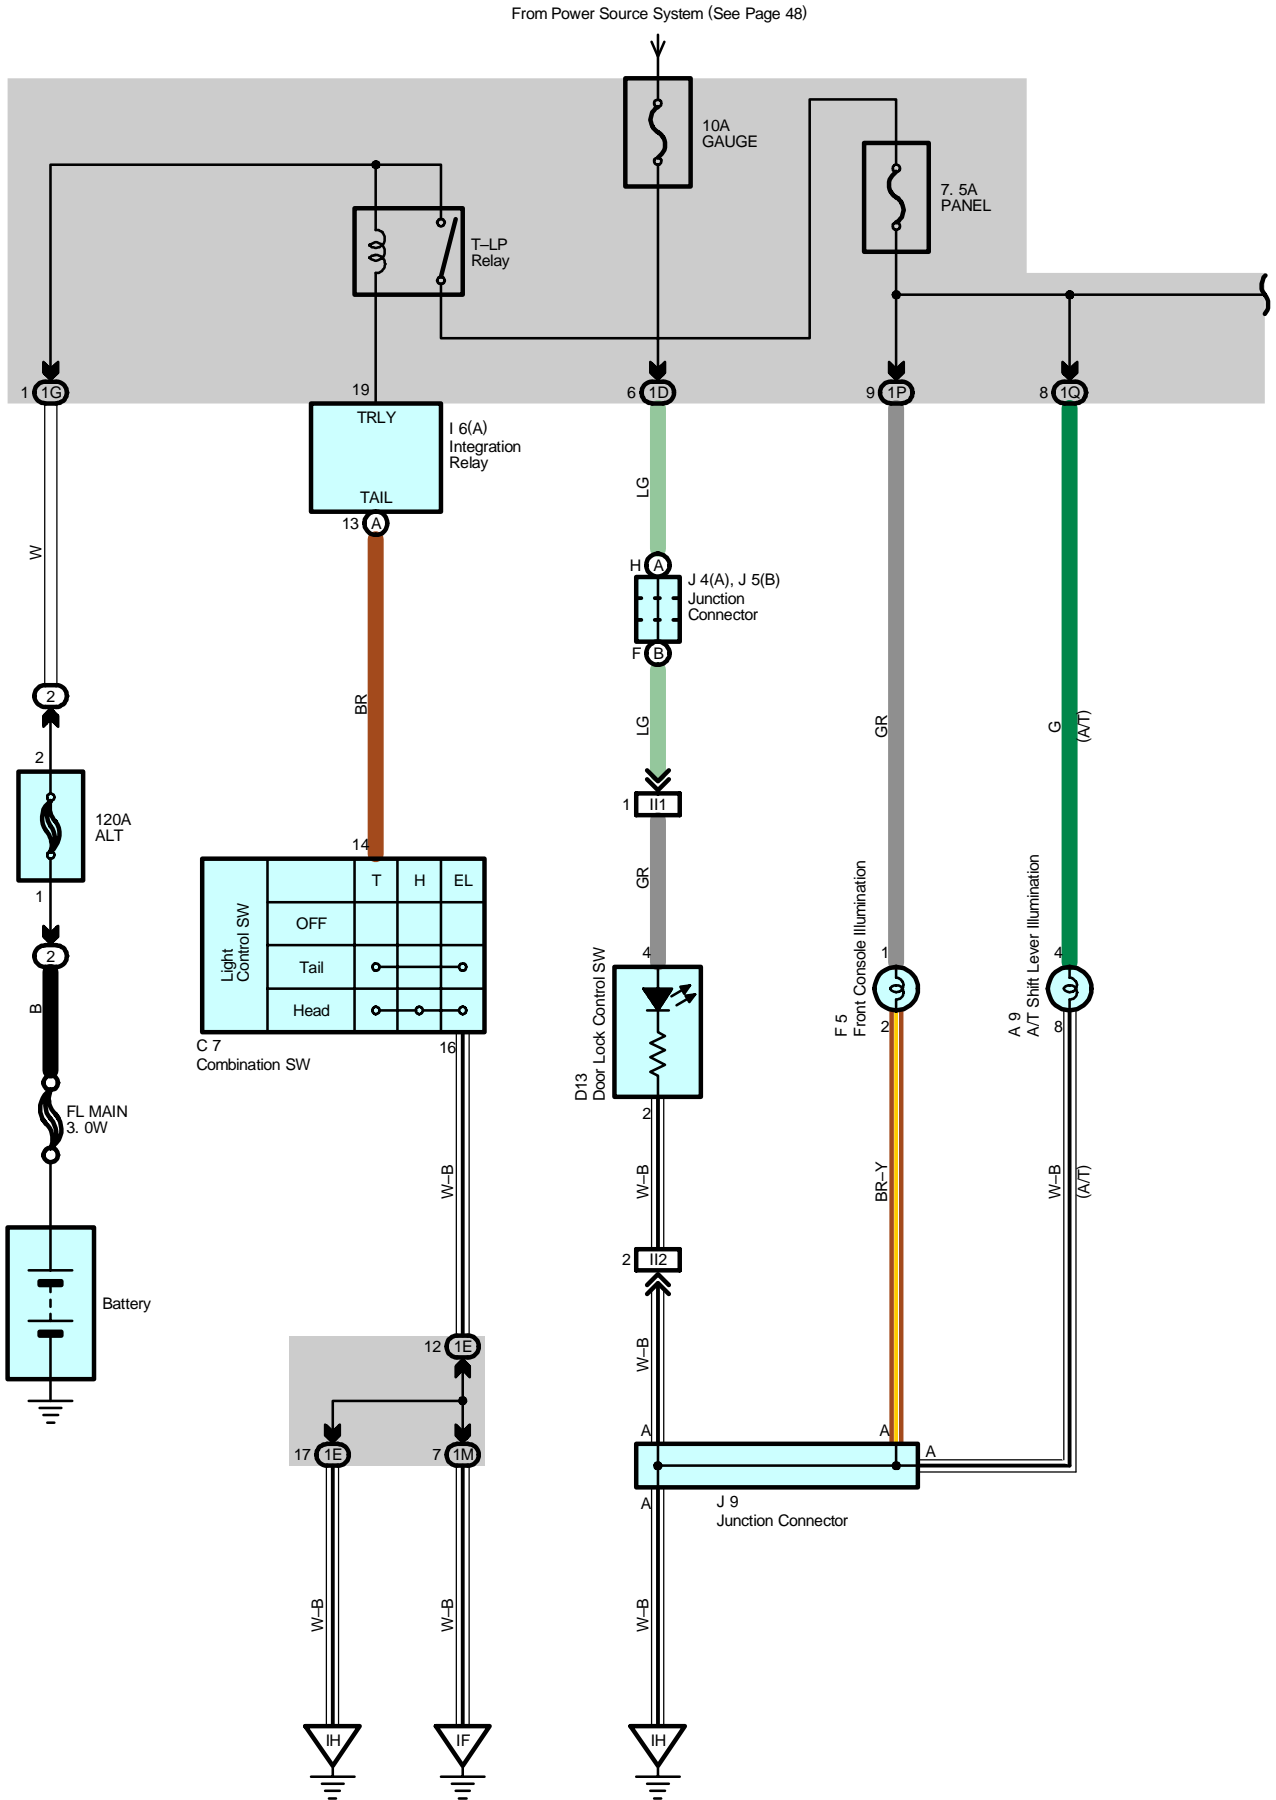 From Power Source System (See Page 48)
10A
GAUGE
7. 5A
PANEL
T–LP
Relay
1
1G
19
6
1D
9
1P
8
1Q
TRLY
TAIL
I 6(A)
Integration
Relay
13
A
W
LG
H
A
J 4(A), J 5(B)
Junction
Connector
F
B
BR
LG
GR
G
(A/T)
2
2
120A
ALT
1
2
1
II1
14
Light
Control SW
T
H
EL
OFF
Tail
Head
C 7
Combination SW
16
GR
4
D13
Door Lock Control SW
2
F 5
Front Console Illumination
1
2
A 9
A/T Shift Lever Illumination
4
8
B
FL MAIN
3. 0W
Battery
W–B
W–B
BR–Y
W–B
(A/T)
2
II2
12
1E
W–B
17
1E
7
1M
A
A
A
A
J 9
Junction Connector
W–B
W–B
W–B
IH
IF
IH